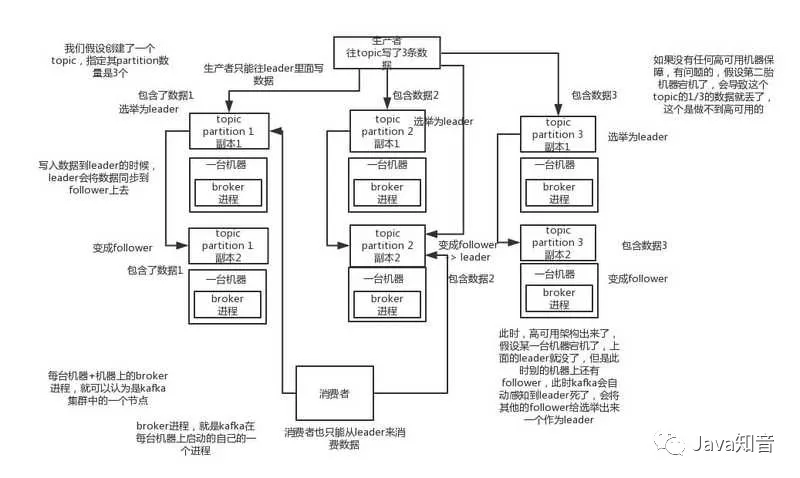 我们假设创建了一个
topic，指定其partition数
量是3个
生产者
往topic写了3条数
据
生产者只能往leader里面写
数据
如果没有任何高可用机器保
障，有问题的，假设第二胎
机器宕机了，会导致这个
topic的1/3的数据就丢了，
这个是做不到高可用的
包含了数据1
选举为leader
包含数据2
选举为leader
包含数据3
选举为leader
topic
partition 1
副本1
topic
partition 2
副本1
topic
partition 3
副本1
一台机器
broker
进程
一台机器
broker
进程
一台机器
broker
进程
写入数据到leader的时候，
leader会将数据同步到
follower上去
变成follower
包含了数据1
topic
partition 1
副本2
topic
partition 2
副本2
变成follower
> leader
包含数据2
topic
partition 3
副本2
包含数据3
变成follower
一台机器
broker
进程
一台机器
broker
进程
一台机器
broker
进程
每台机器+机器上的broker
进程，就可以认为是kafka
集群中的一个节点
broker进程，就是kafka在
每台机器上启动的自己的一
个进程
消费者
消费者也只能从leader来消
费数据
此时，高可用架构出来了，
假设某一台机器宕机了，上
面的leader就没了，但是此
时别的机器上还有
follower，此时kafka会自
动感知到leader死了，会将
其他的follower给选举出来
一个作为leader
Java知音